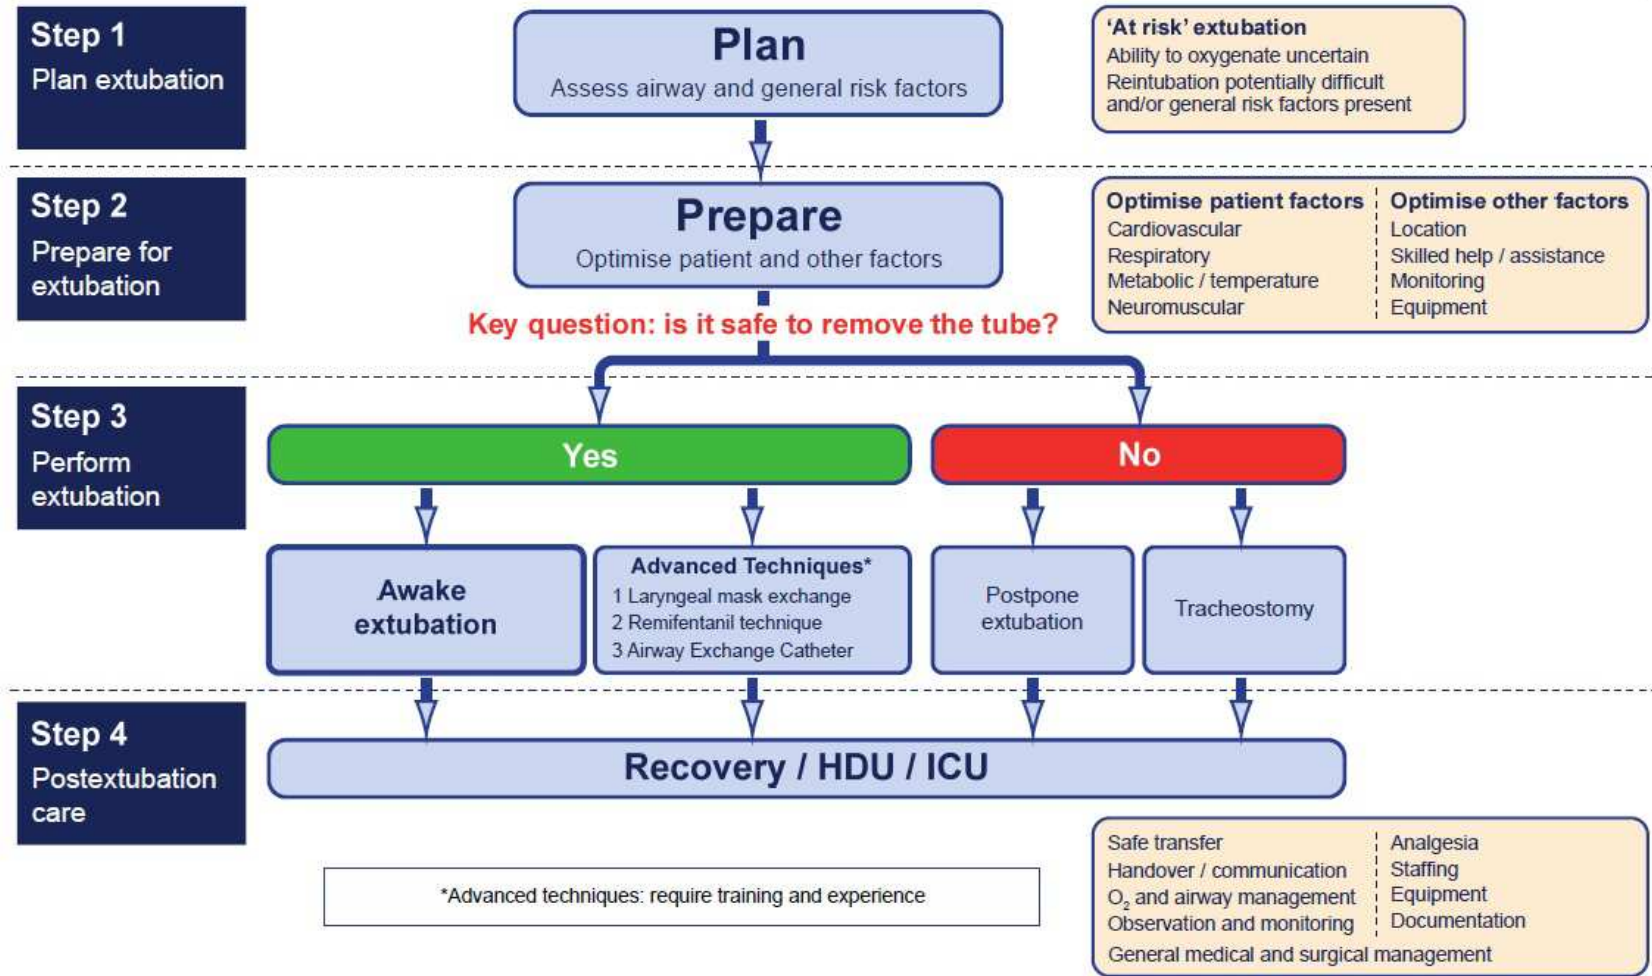 Step 1
Plan extubation
Plan
Assess airway and general risk factors
'At risk' extubation
Ability to oxygenate uncertain
Reintubation potentially difficult
and/or general risk factors present
Step 2
Prepare for
extubation
Prepare
Optimise patient and other factors
Optimise patient factors
Cardiovascular
Respiratory
Metabolic / temperature
Neuromuscular
Optimise other factors
Location
Skilled help / assistance
Monitoring
Equipment
Key question: is it safe to remove the tube?
Step 3
Perform
extubation
Yes
No
Awake
extubation
Advanced Techniques*
1 Laryngeal mask exchange
2 Remifentanil technique
3 Airway Exchange Catheter
Postpone
extubation
Tracheostomy
Step 4
Postextubation
care
Recovery / HDU / ICU
Safe transfer
Handover / communication
O₂ and airway management
Observation and monitoring
Analgesia
Staffing
Equipment
Documentation
General medical and surgical management
*Advanced techniques: require training and experience